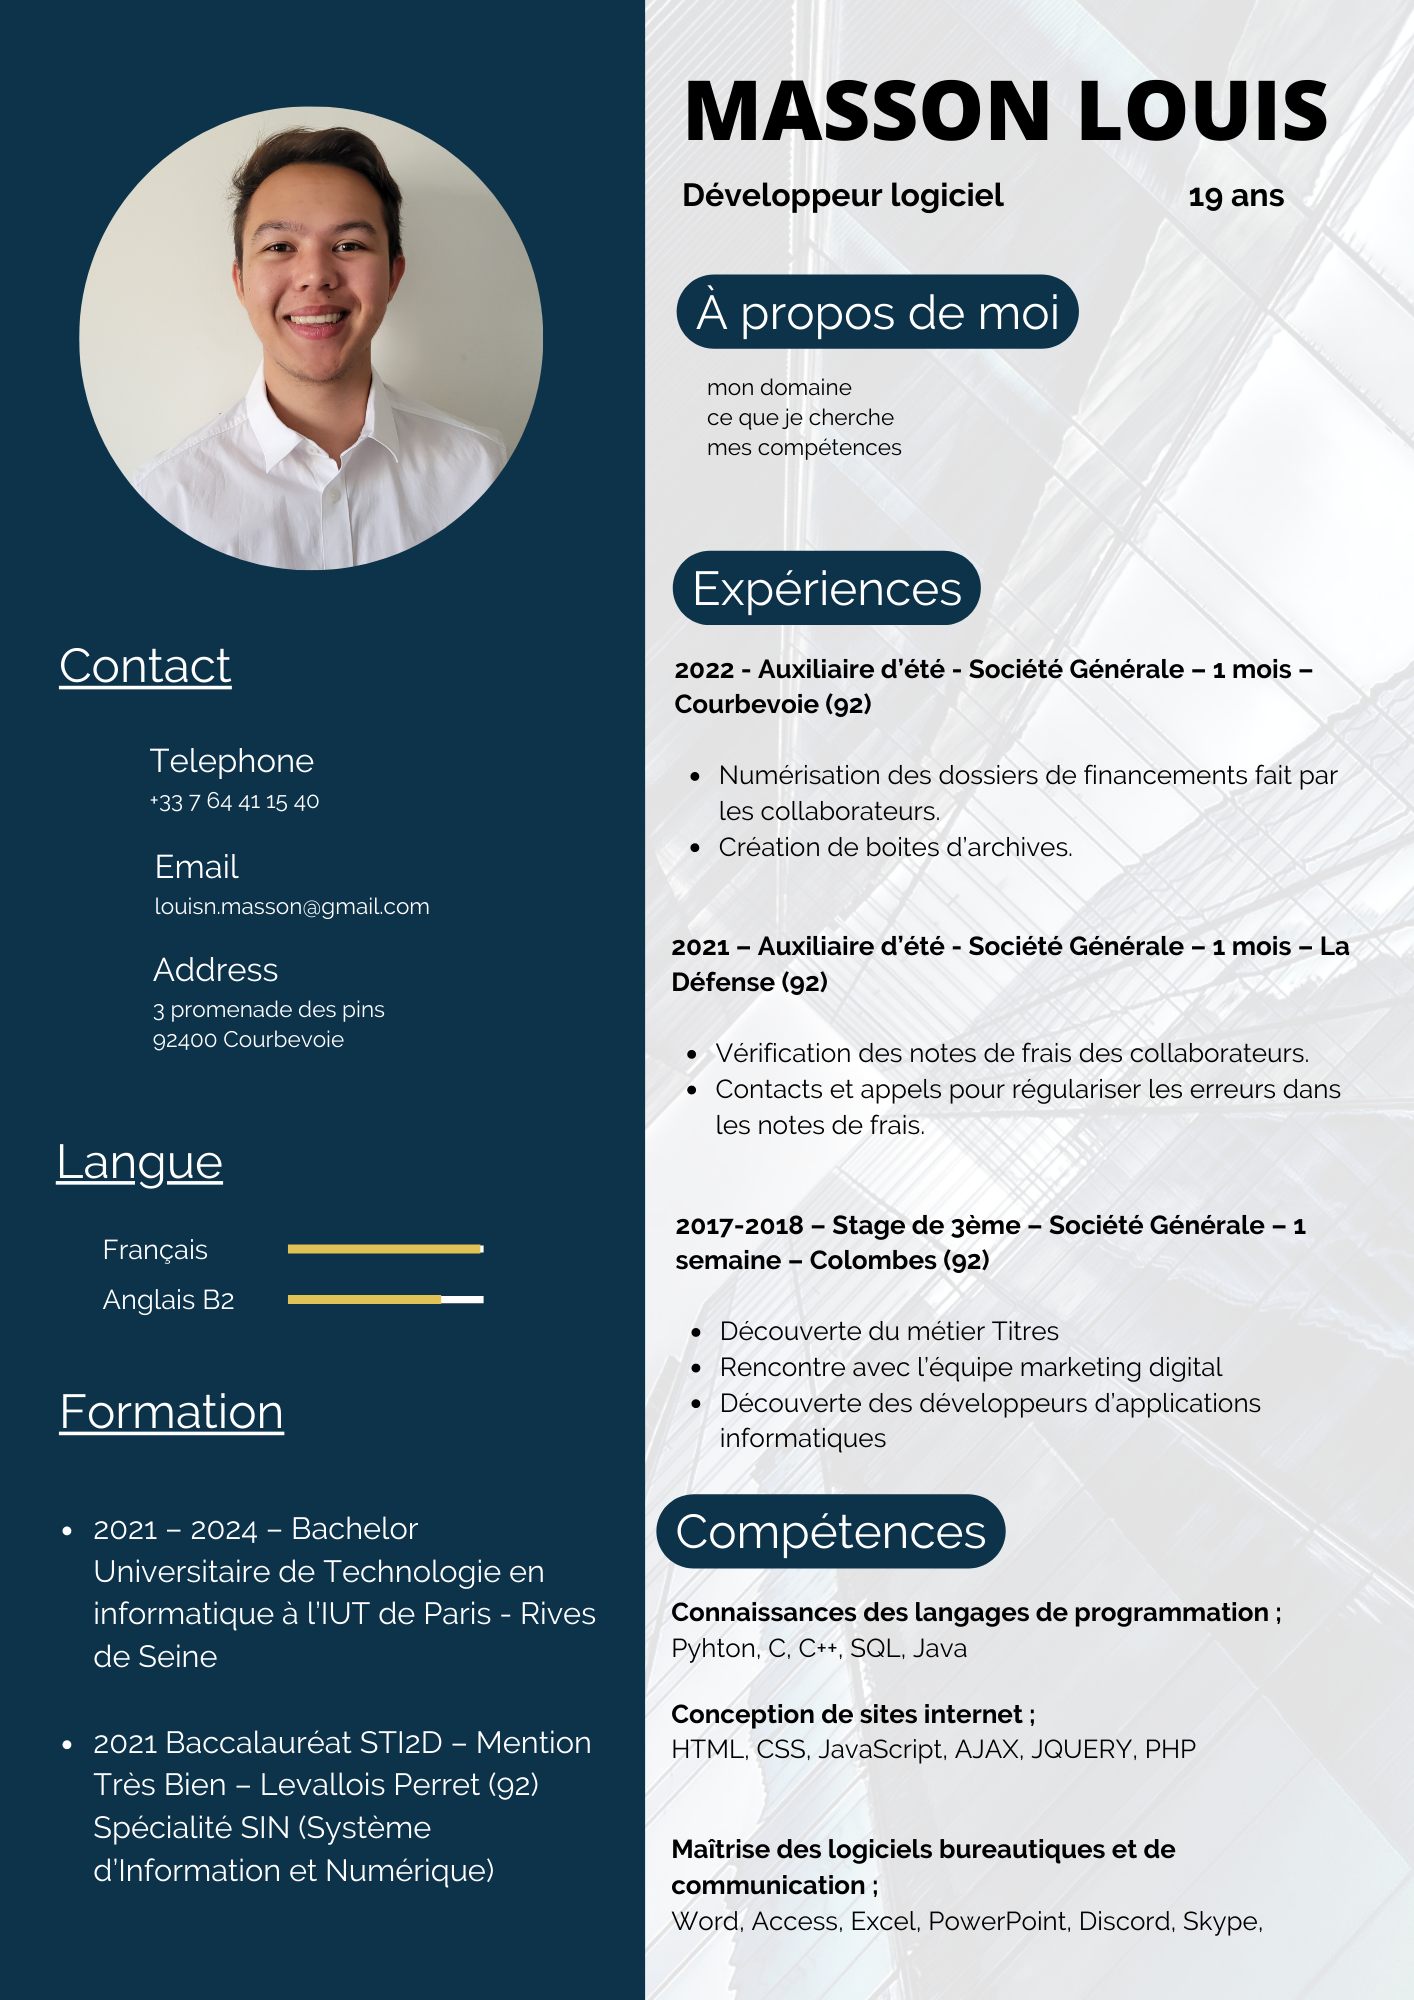 MASSON LOUIS
Développeur logiciel 19 ans
À propos de moi
mon domaine
ce que je cherche
mes compétences
Expériences
2022 - Auxiliaire d’été - Société Générale – 1 mois –
Courbevoie (92)
Numérisation des dossiers de financements fait par
les collaborateurs.
Création de boites d’archives.
2021 – Auxiliaire d’été - Société Générale – 1 mois – La
Défense (92)
Vérification des notes de frais des collaborateurs.
Contacts et appels pour régulariser les erreurs dans
les notes de frais.
2017-2018 – Stage de 3ème – Société Générale – 1
semaine – Colombes (92)
Découverte du métier Titres
Rencontre avec l’équipe marketing digital
Découverte des développeurs d’applications
informatiques
Compétences
Connaissances des langages de programmation ;
Pyhton, C, C++, SQL, Java
Conception de sites internet ;
HTML, CSS, JavaScript, AJAX, JQUERY, PHP
Maîtrise des logiciels bureautiques et de
communication ;
Word, Access, Excel, PowerPoint, Discord, Skype,
Contact
Telephone
+33 7 64 41 15 40
Email
louisn.masson@gmail.com
Address
3 promenade des pins
92400 Courbevoie
Langue
Français
Anglais B2
Formation
2021 – 2024 – Bachelor
Universitaire de Technologie en
informatique à l’IUT de Paris - Rives
de Seine
2021 Baccalauréat STI2D – Mention
Très Bien – Levallois Perret (92)
Spécialité SIN (Système
d’Information et Numérique)